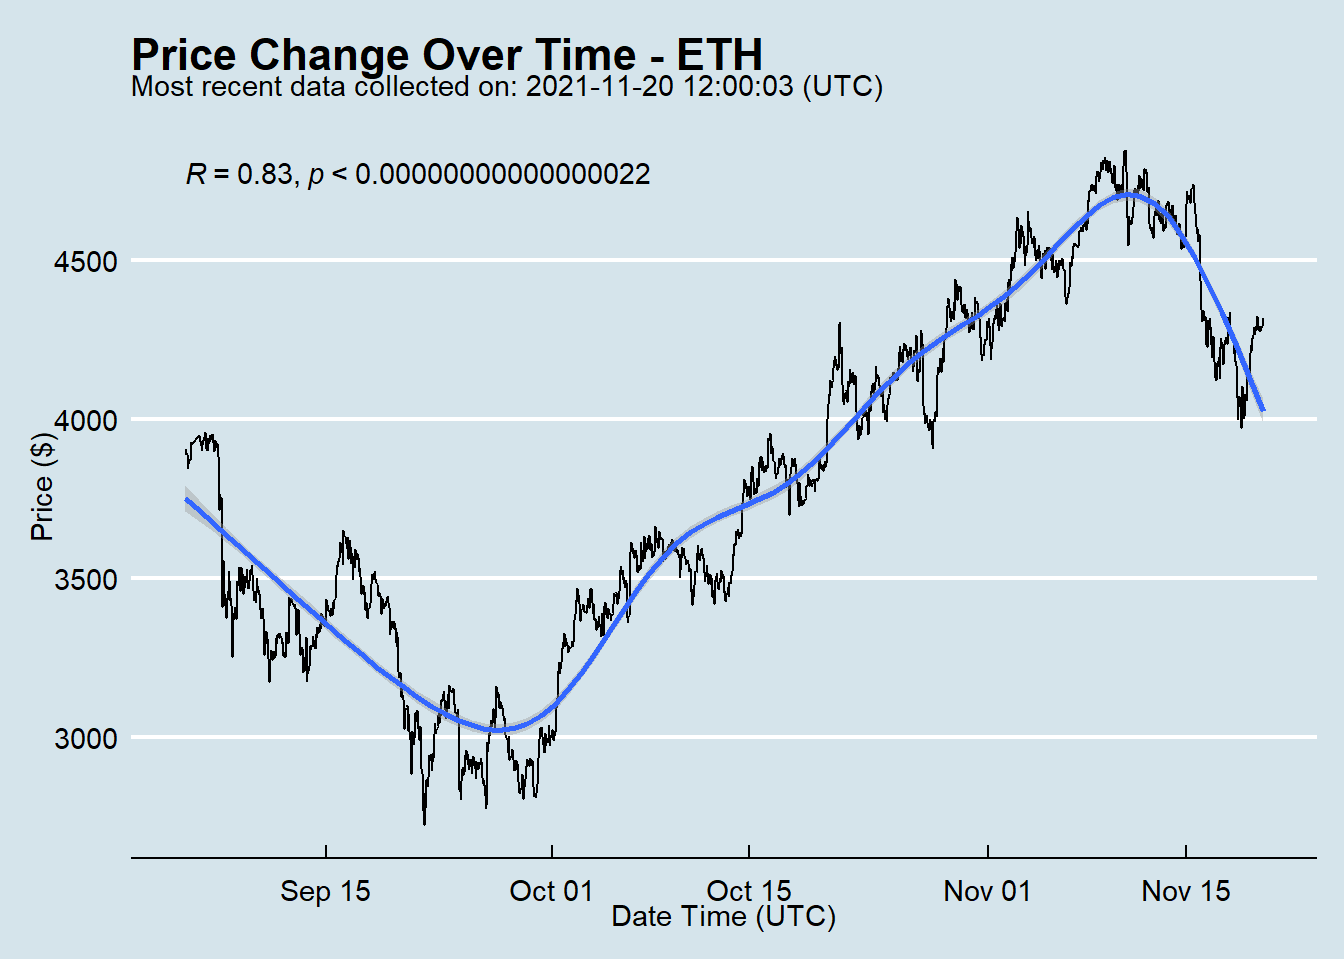 Price Change Over Time - ETH
Most recent data collected on: 2021-11-20 12:00:03 (UTC)
R = 0.83, p < 0.00000000000000022
4500
4000
3500
3000
Price ($)
Sep 15 Oct 01 Oct 15 Nov 01 Nov 15
Date Time (UTC)